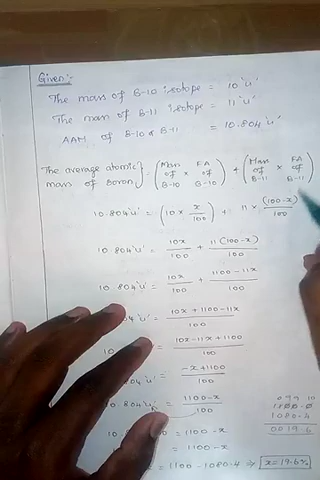 Given:-
The mass of B-10 isotope = 10 'u'
The mass of B-11 isotope = 11 'u'
AAM of B-10 & B-11 = 10.804 'u'
The average atomic mass of boron } = (Mass of B-10 × FA of B-10) + (Mass of B-11 × FA of B-11)
10.804 'u' = (10 × x/100) + 11 × (100-x)/100
10.804 'u' = 10x/100 + 11(100-x)/100
10.804 'u' = 10x/100 + 1100-11x/100
'u' = 10x + 1100-11x/100
10. = 10x-11x+1100/100
804 'u' = -x+1100/100
10.804 'u' = 1100-x/100
= 1100-x
= 1100-x
= 1100-1080.4 ⇒ x=19.6%
099 10
1100.0
1080.4
0019.6